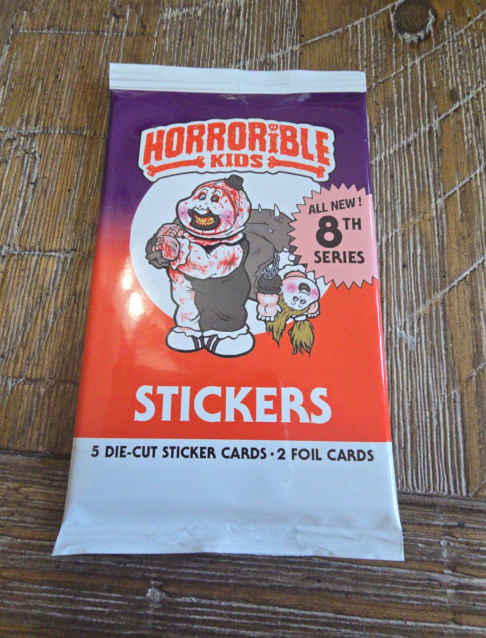 HORRORiBLE
KIDS
ALL NEW!
8TH
SERIES
STICKERS
5 DIE-CUT STICKER CARDS • 2 FOIL CARDS